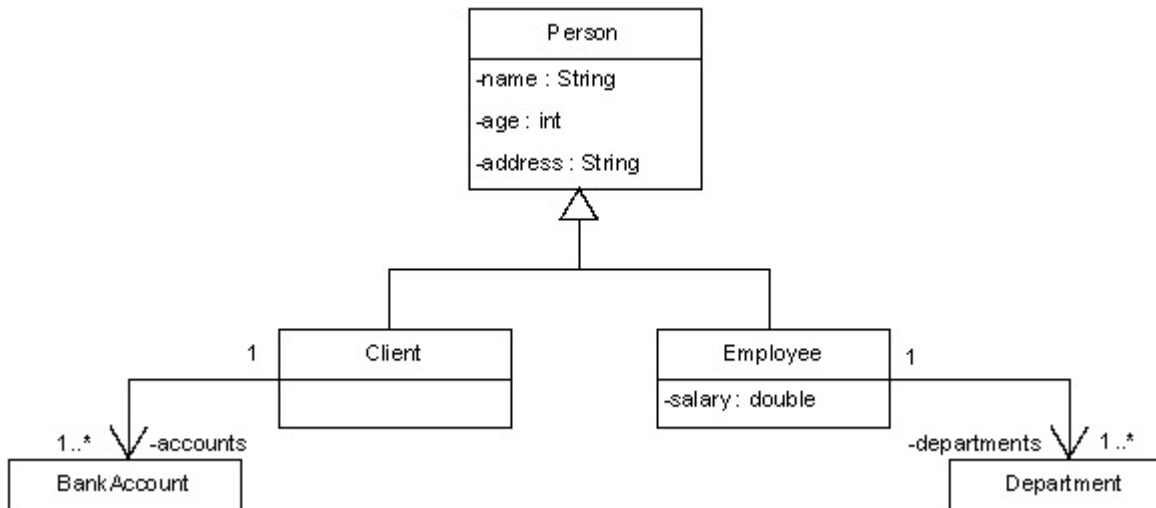 Person
-name : String
-age : int
-address : String
1
Client
Employee
1
-salary : double
1..*
-accounts
-departments
1..*
BankAccount
Department